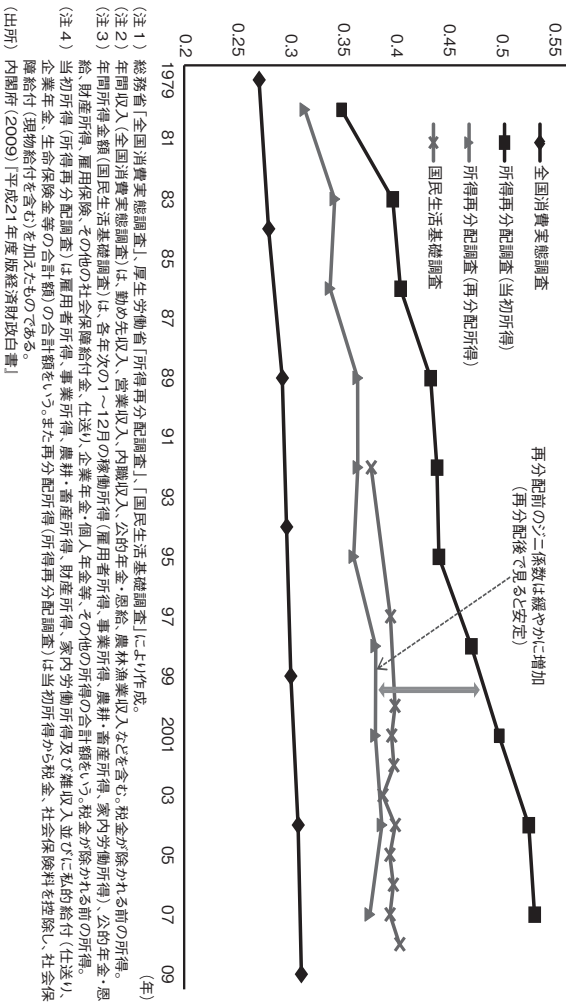 0.55
0.5
0.45
0.4
0.35
0.3
0.25
0.2
全国消費実態調査
所得再分配調査(当初所得)
所得再分配調査(再分配所得)
国民生活基礎調査
再分配前のジニ係数は緩やかに増加
(再分配後で見ると安定)
1979 81 83 85 87 89 91 93 95 97 99 2001 03 05 07 09
(年)
(注1) 総務省「全国消費実態調査」、厚生労働省「所得再分配調査」、「国民生活基礎調査」により作成。
(注2) 年間収入(全国消費実態調査)は、勤め先収入、営業収入、内職収入、公的年金・恩給、農林漁業収入などを含む。税金が除かれる前の所得。
(注3) 年間所得金額(国民生活基礎調査)は、各年次の1~12月の稼働所得(雇用者所得、事業所得、農耕・畜産所得、家内労働所得)、公的年金・恩
給、財産所得、雇用保険、その他の社会保障給付金、仕送り、企業年金・個人年金等、その他の所得の合計額をいう。税金が除かれる前の所得。
(注4) 当初所得(所得再分配調査)は雇用者所得、事業所得、農耕・畜産所得、財産所得、家内労働所得及び雑収入並びに私的給付(仕送り、
企業年金、生命保険金等の合計額)の合計額をいう。また再分配所得(所得再分配調査)は当初所得から税金、社会保険料を控除し、社会保
障給付(現物給付を含む)を加えたものである。
(出所) 内閣府(2009)『平成21年度版経済財政白書』